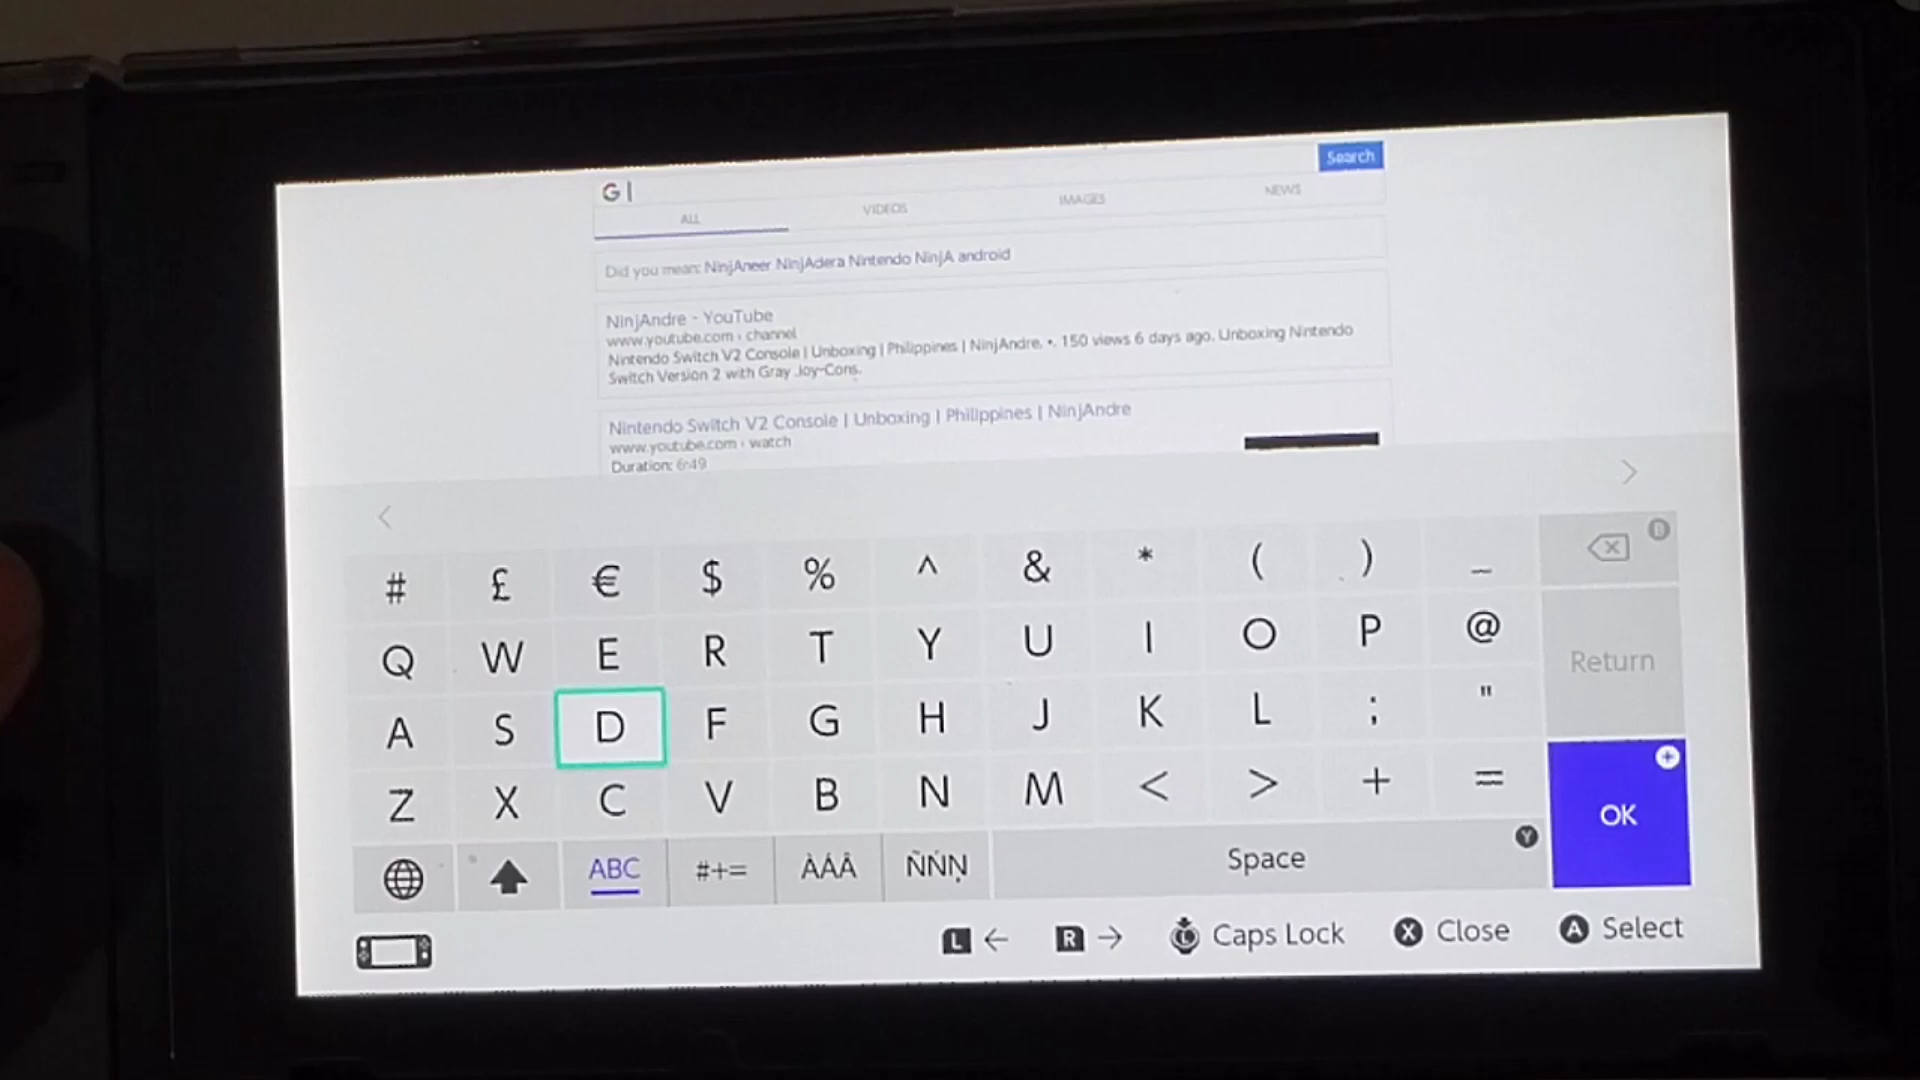 G Search
ALL VIDEOS IMAGES NEWS
Did you mean: NinjAneer NinjAdera Nintendo NinjA android
NinjAndre - YouTube
www.youtube.com › channel
Nintendo Switch V2 Console | Unboxing | Philippines | NinjAndre. •. 150 views 6 days ago. Unboxing Nintendo
Switch Version 2 with Gray Joy-Cons.
Nintendo Switch V2 Console | Unboxing | Philippines | NinjAndre
www.youtube.com › watch
Duration: 6:49
< >
# £ € $ % ^ & * ( ) _
Q W E R T Y U I O P @ Return
A S D F G H J K L ; "
Z X C V B N M < > + = OK +
ABC #+= ÀÁÂ ÑŃŅ Space Y
L ← R → L Caps Lock X Close A Select